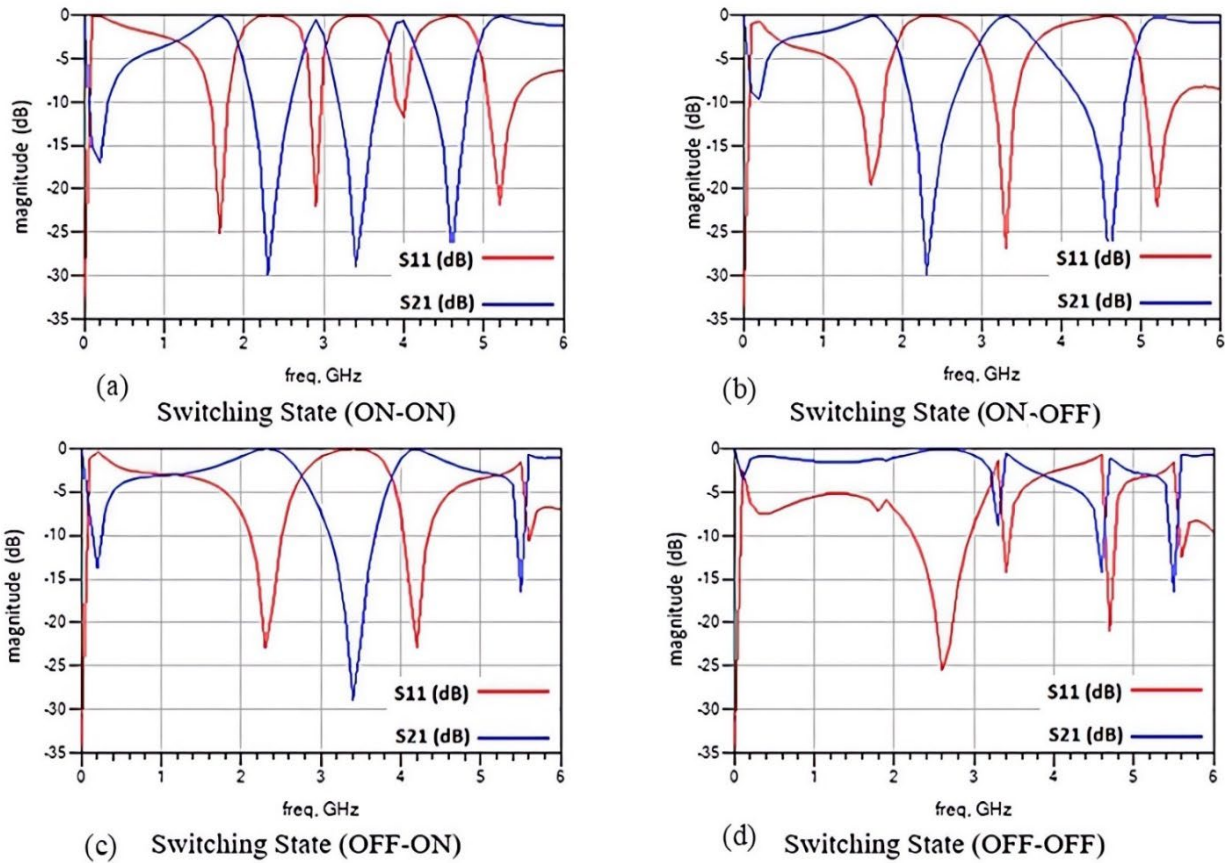 0
-5
-10
-15
-20
-25
-30
-35
magnitude (dB)
S11 (dB)
S21 (dB)
0 1 2 3 4 5 6
freq, GHz
(a)
Switching State (ON-ON)
0
-5
-10
-15
-20
-25
-30
-35
magnitude (dB)
S11 (dB)
S21 (dB)
0 1 2 3 4 5 6
freq, GHz
(b)
Switching State (ON-OFF)
0
-5
-10
-15
-20
-25
-30
-35
magnitude (dB)
S11 (dB)
S21 (dB)
0 1 2 3 4 5 6
freq, GHz
(c)
Switching State (OFF-ON)
0
-5
-10
-15
-20
-25
-30
-35
magnitude (dB)
S11 (dB)
S21 (dB)
0 1 2 3 4 5 6
freq, GHz
(d)
Switching State (OFF-OFF)